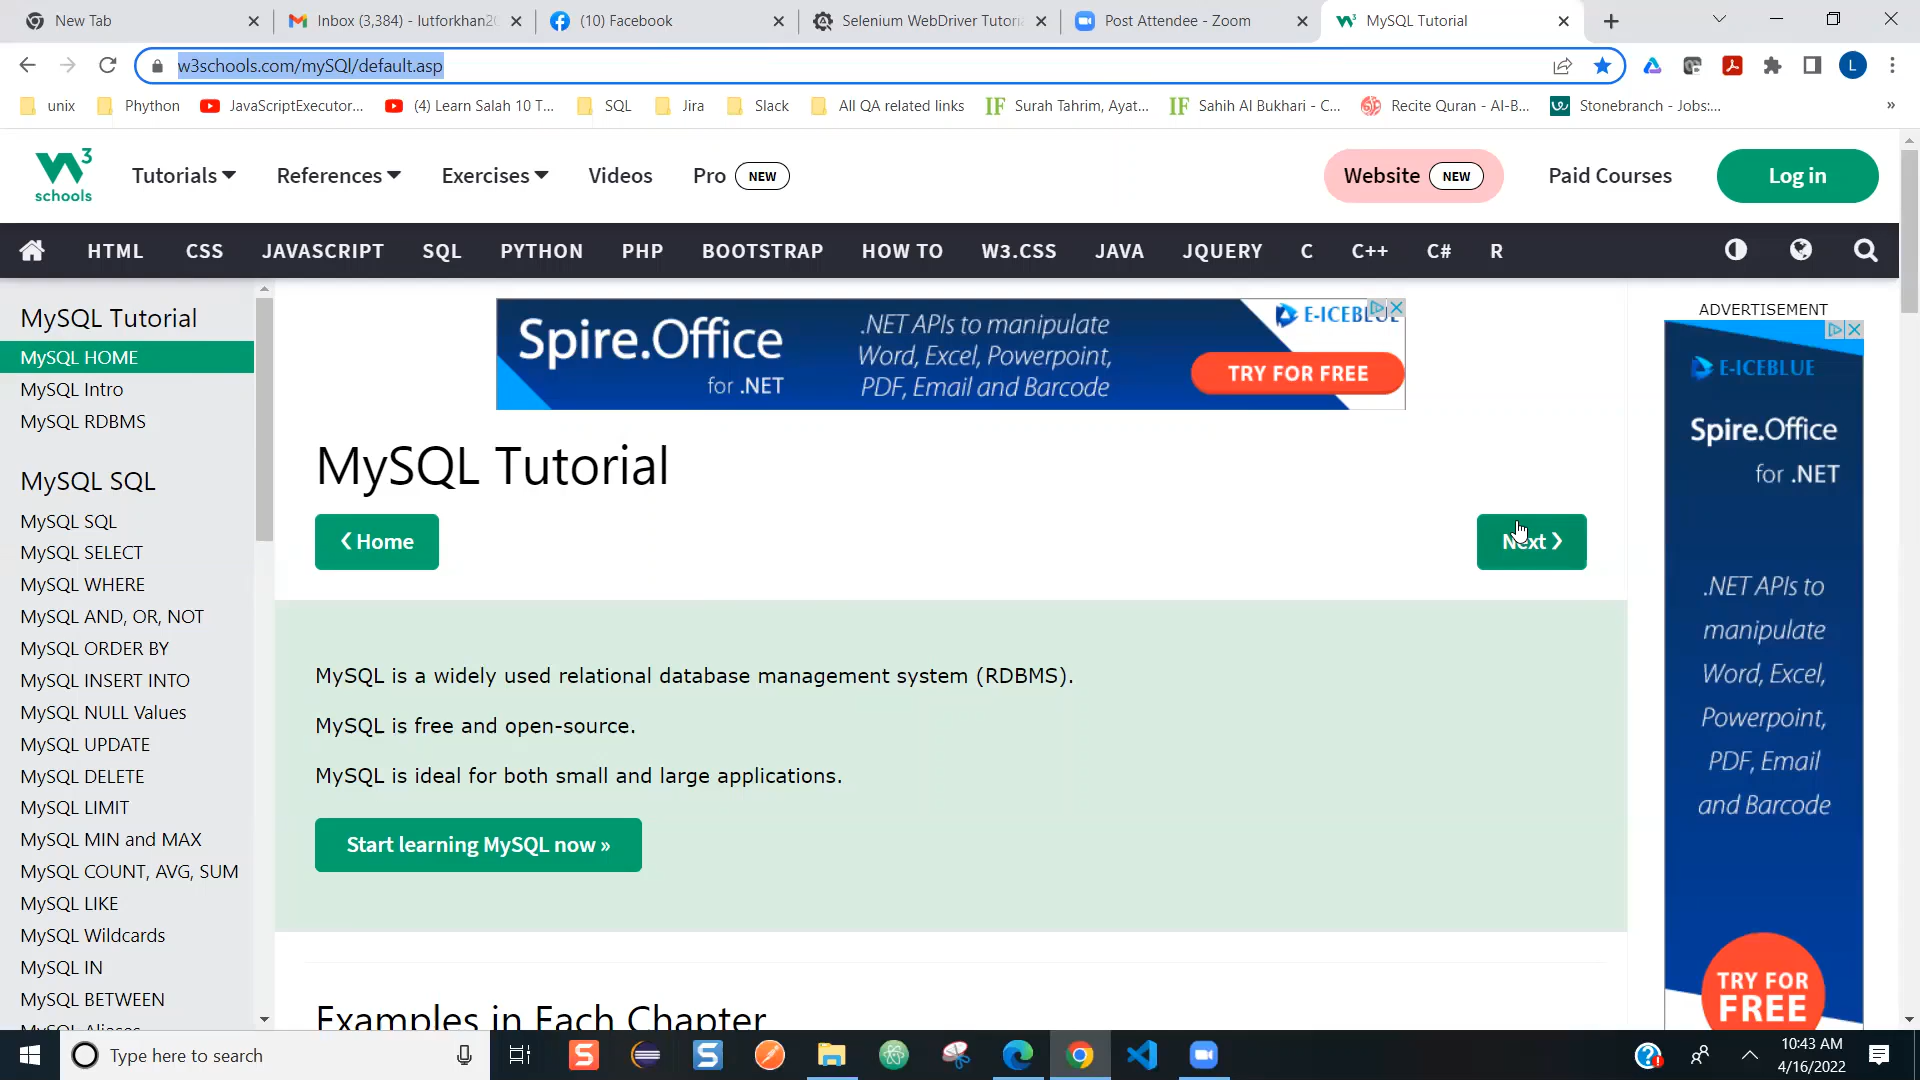 New Tab
Inbox (3,384) - lutforkhan20
(10) Facebook
Selenium WebDriver Tutoria
Post Attendee - Zoom
MySQL Tutorial
w3schools.com/mySQl/default.asp
L
unix
Phython
JavaScriptExecutor...
(4) Learn Salah 10 T...
SQL
Jira
Slack
All QA related links
IF Surah Tahrim, Ayat...
IF Sahih Al Bukhari - C...
Recite Quran - Al-B...
Stonebranch - Jobs:...
»
W3 schools
Tutorials
References
Exercises
Videos
Pro NEW
Website NEW
Paid Courses
Log in
HTML CSS JAVASCRIPT SQL PYTHON PHP BOOTSTRAP HOW TO W3.CSS JAVA JQUERY C C++ C# R
MySQL Tutorial
MySQL HOME
MySQL Intro
MySQL RDBMS
MySQL SQL
MySQL SQL
MySQL SELECT
MySQL WHERE
MySQL AND, OR, NOT
MySQL ORDER BY
MySQL INSERT INTO
MySQL NULL Values
MySQL UPDATE
MySQL DELETE
MySQL LIMIT
MySQL MIN and MAX
MySQL COUNT, AVG, SUM
MySQL LIKE
MySQL Wildcards
MySQL IN
MySQL BETWEEN
MySQL Aliases
Spire.Office
for .NET
.NET APIs to manipulate
Word, Excel, Powerpoint,
PDF, Email and Barcode
E-ICEBLUE
TRY FOR FREE
MySQL Tutorial
❮ Home
Next ❯
MySQL is a widely used relational database management system (RDBMS).
MySQL is free and open-source.
MySQL is ideal for both small and large applications.
Start learning MySQL now »
Examples in Each Chapter
ADVERTISEMENT
E-ICEBLUE
Spire.Office
for .NET
.NET APIs to
manipulate
Word, Excel,
Powerpoint,
PDF, Email
and Barcode
TRY FOR
FREE
Type here to search
10:43 AM
4/16/2022